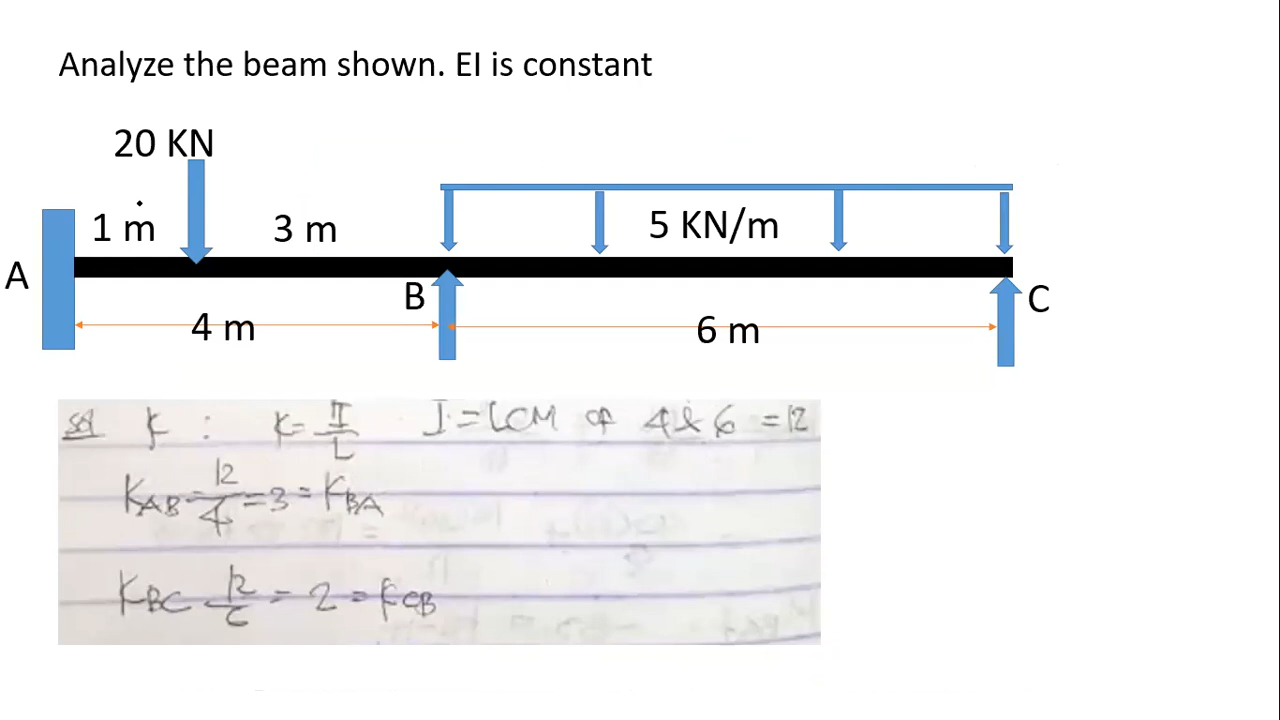 Analyze the beam shown. EI is constant
20 KN
1 m
3 m
5 KN/m
A
B
C
4 m
6 m
K : K = I/L I = LCM of 4 & 6 = 12
KAB = 12/4 = 3 = KBA
KBC = 12/6 = 2 = KCB